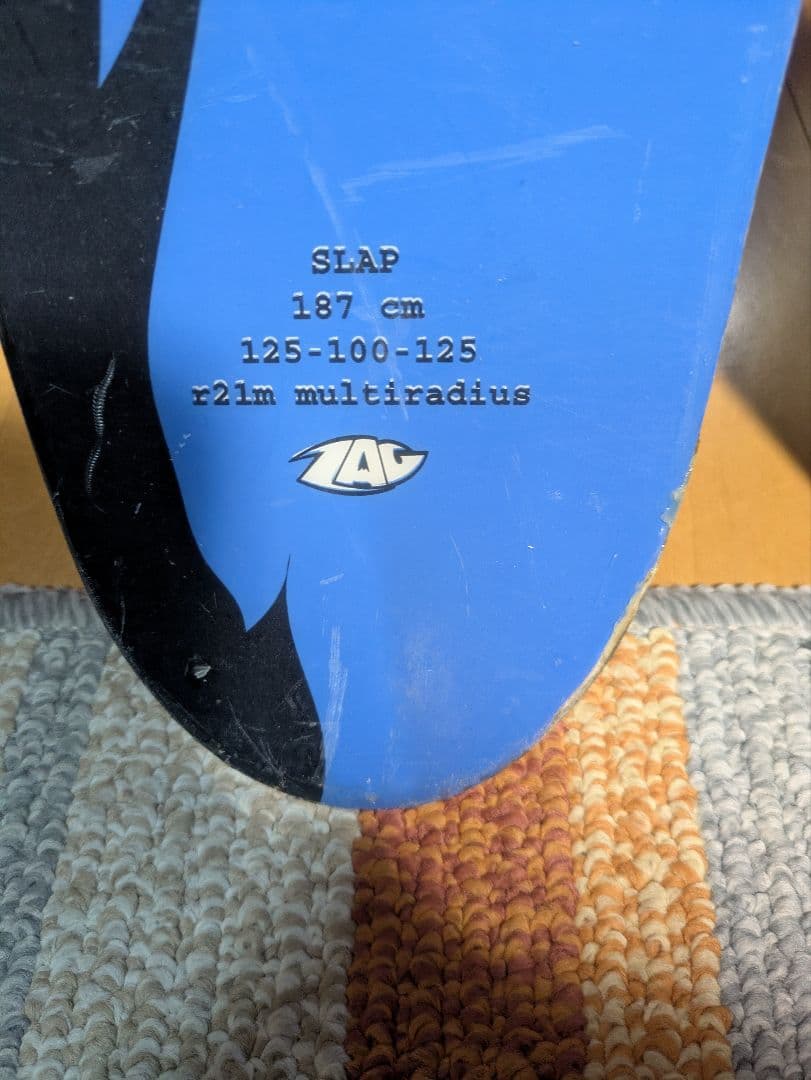 SLAP
187 cm
125-100-125
r21m multiradius
ZAG